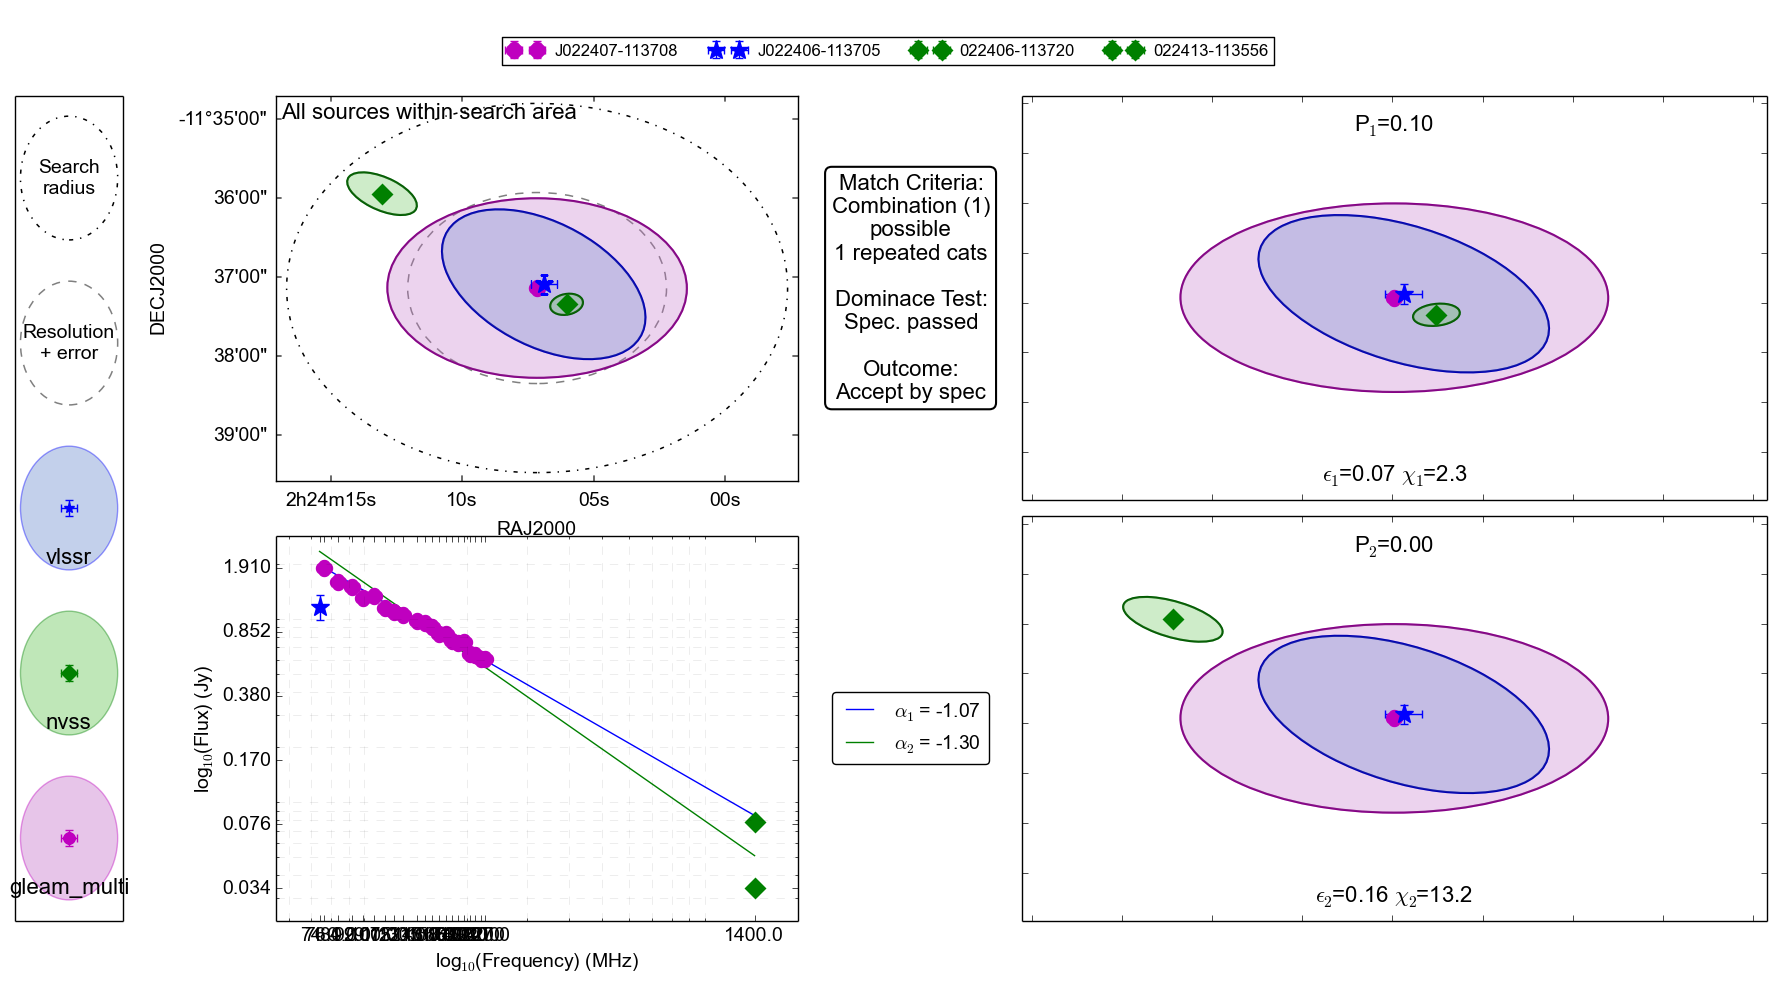 J022407-113708
J022406-113705
022406-113720
022413-113556
Search
radius
Resolution
+ error
vlssr
nvss
gleam_multi
All sources within search area
DECJ2000
-11°35'00"
36'00"
37'00"
38'00"
39'00"
2h24m15s
10s
05s
00s
RAJ2000
Match Criteria:
Combination (1)
possible
1 repeated cats
Dominace Test:
Spec. passed
Outcome:
Accept by spec
P₁=0.10
ε₁=0.07 χ₁=2.3
log₁₀(Flux) (Jy)
1.910
0.852
0.380
0.170
0.076
0.034
1400.0
log₁₀(Frequency) (MHz)
α₁ = -1.07
α₂ = -1.30
P₂=0.00
ε₂=0.16 χ₂=13.2